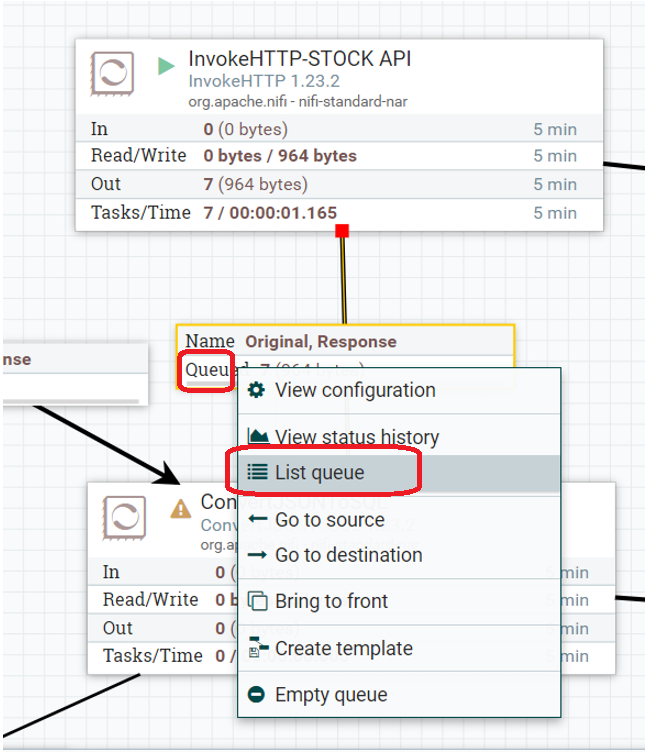 InvokeHTTP-STOCK API
InvokeHTTP 1.23.2
org.apache.nifi - nifi-standard-nar
In 0 (0 bytes) 5 min
Read/Write 0 bytes / 964 bytes 5 min
Out 7 (964 bytes) 5 min
Tasks/Time 7 / 00:00:01.165 5 min
Name Original, Response
nse
Queued 7 (964 bytes)
View configuration
View status history
List queue
Go to source
Go to destination
Bring to front
Create template
Empty queue
Conv
Conv
org.ap
In 0 ( min
Read/Write 0 b min
Out 0 ( min
Tasks/Time 0 / min